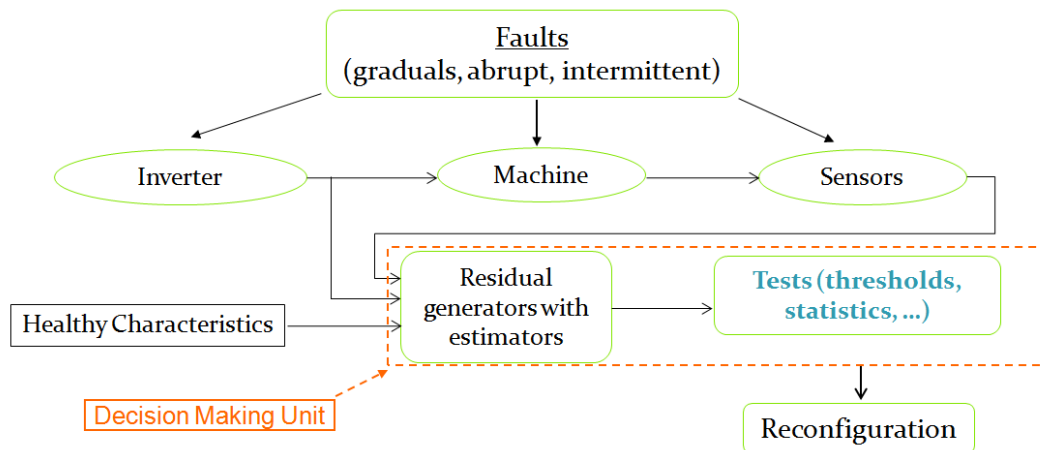 Faults
(graduals, abrupt, intermittent)
Inverter
Machine
Sensors
Residual
generators with
estimators
Tests (thresholds,
statistics, ...)
Healthy Characteristics
Decision Making Unit
Reconfiguration